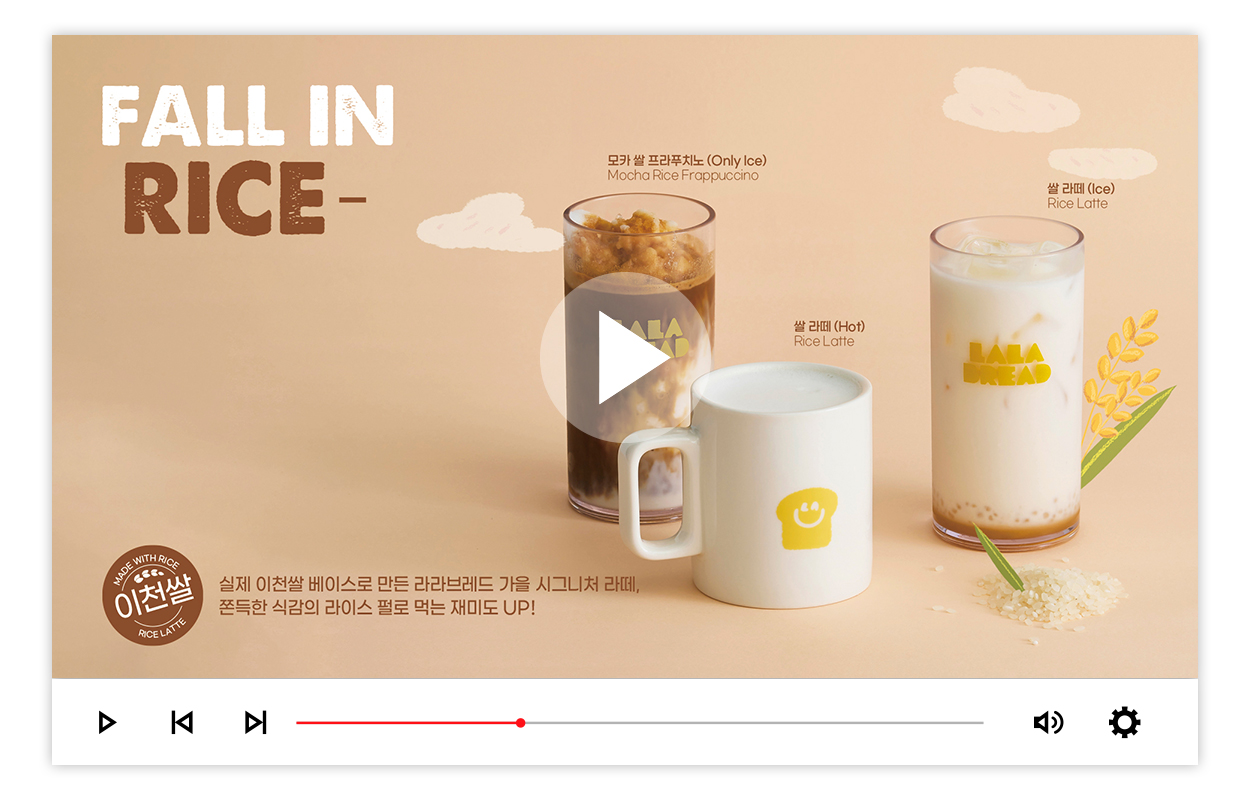 FALL IN
RICE-
모카 쌀 프라푸치노 (Only Ice)
Mocha Rice Frappuccino
쌀 라떼 (Ice)
Rice Latte
쌀 라떼 (Hot)
Rice Latte
LALA
BREAD
LALA
BREAD
MADE WITH RICE
이천쌀
RICE LATTE
실제 이천쌀 베이스로 만든 라라브레드 가을 시그니처 라떼,
쫀득한 식감의 라이스 펄로 먹는 재미도 UP!